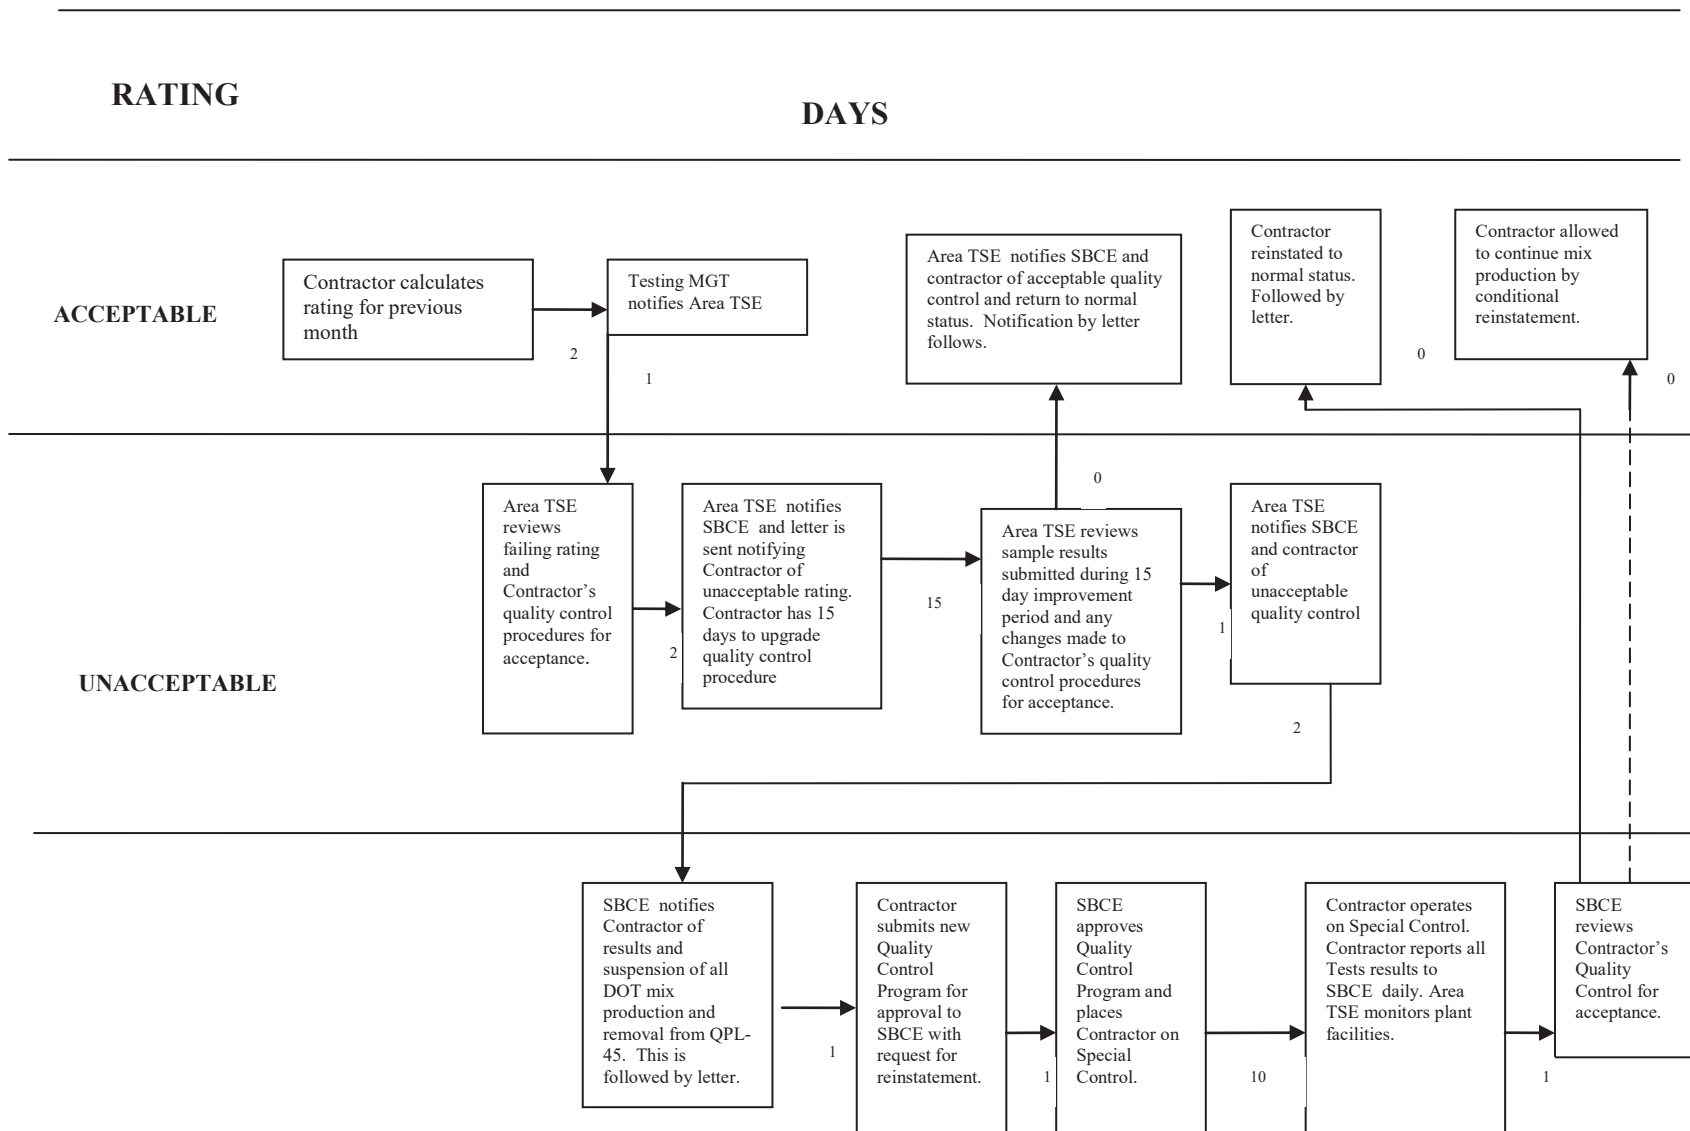 RATING
DAYS
ACCEPTABLE
Contractor calculates
rating for previous
month
2
Testing MGT
notifies Area TSE
1
Area TSE notifies SBCE and
contractor of acceptable quality
control and return to normal
status. Notification by letter
follows.
Contractor
reinstated to
normal status.
Followed by
letter.
0
Contractor allowed
to continue mix
production by
conditional
reinstatement.
0
UNACCEPTABLE
Area TSE
reviews
failing rating
and
Contractor's
quality control
procedures for
acceptance.
2
Area TSE notifies
SBCE and letter is
sent notifying
Contractor of
unacceptable rating.
Contractor has 15
days to upgrade
quality control
procedure
15
0
Area TSE reviews
sample results
submitted during 15
day improvement
period and any
changes made to
Contractor's quality
control procedures
for acceptance.
1
Area TSE
notifies SBCE
and contractor
of
unacceptable
quality control
2
SBCE notifies
Contractor of
results and
suspension of all
DOT mix
production and
removal from QPL-
45. This is
followed by letter.
1
Contractor
submits new
Quality
Control
Program for
approval to
SBCE with
request for
reinstatement.
1
SBCE
approves
Quality
Control
Program and
places
Contractor on
Special
Control.
10
Contractor operates
on Special Control.
Contractor reports all
Tests results to
SBCE daily. Area
TSE monitors plant
facilities.
1
SBCE
reviews
Contractor's
Quality
Control for
acceptance.